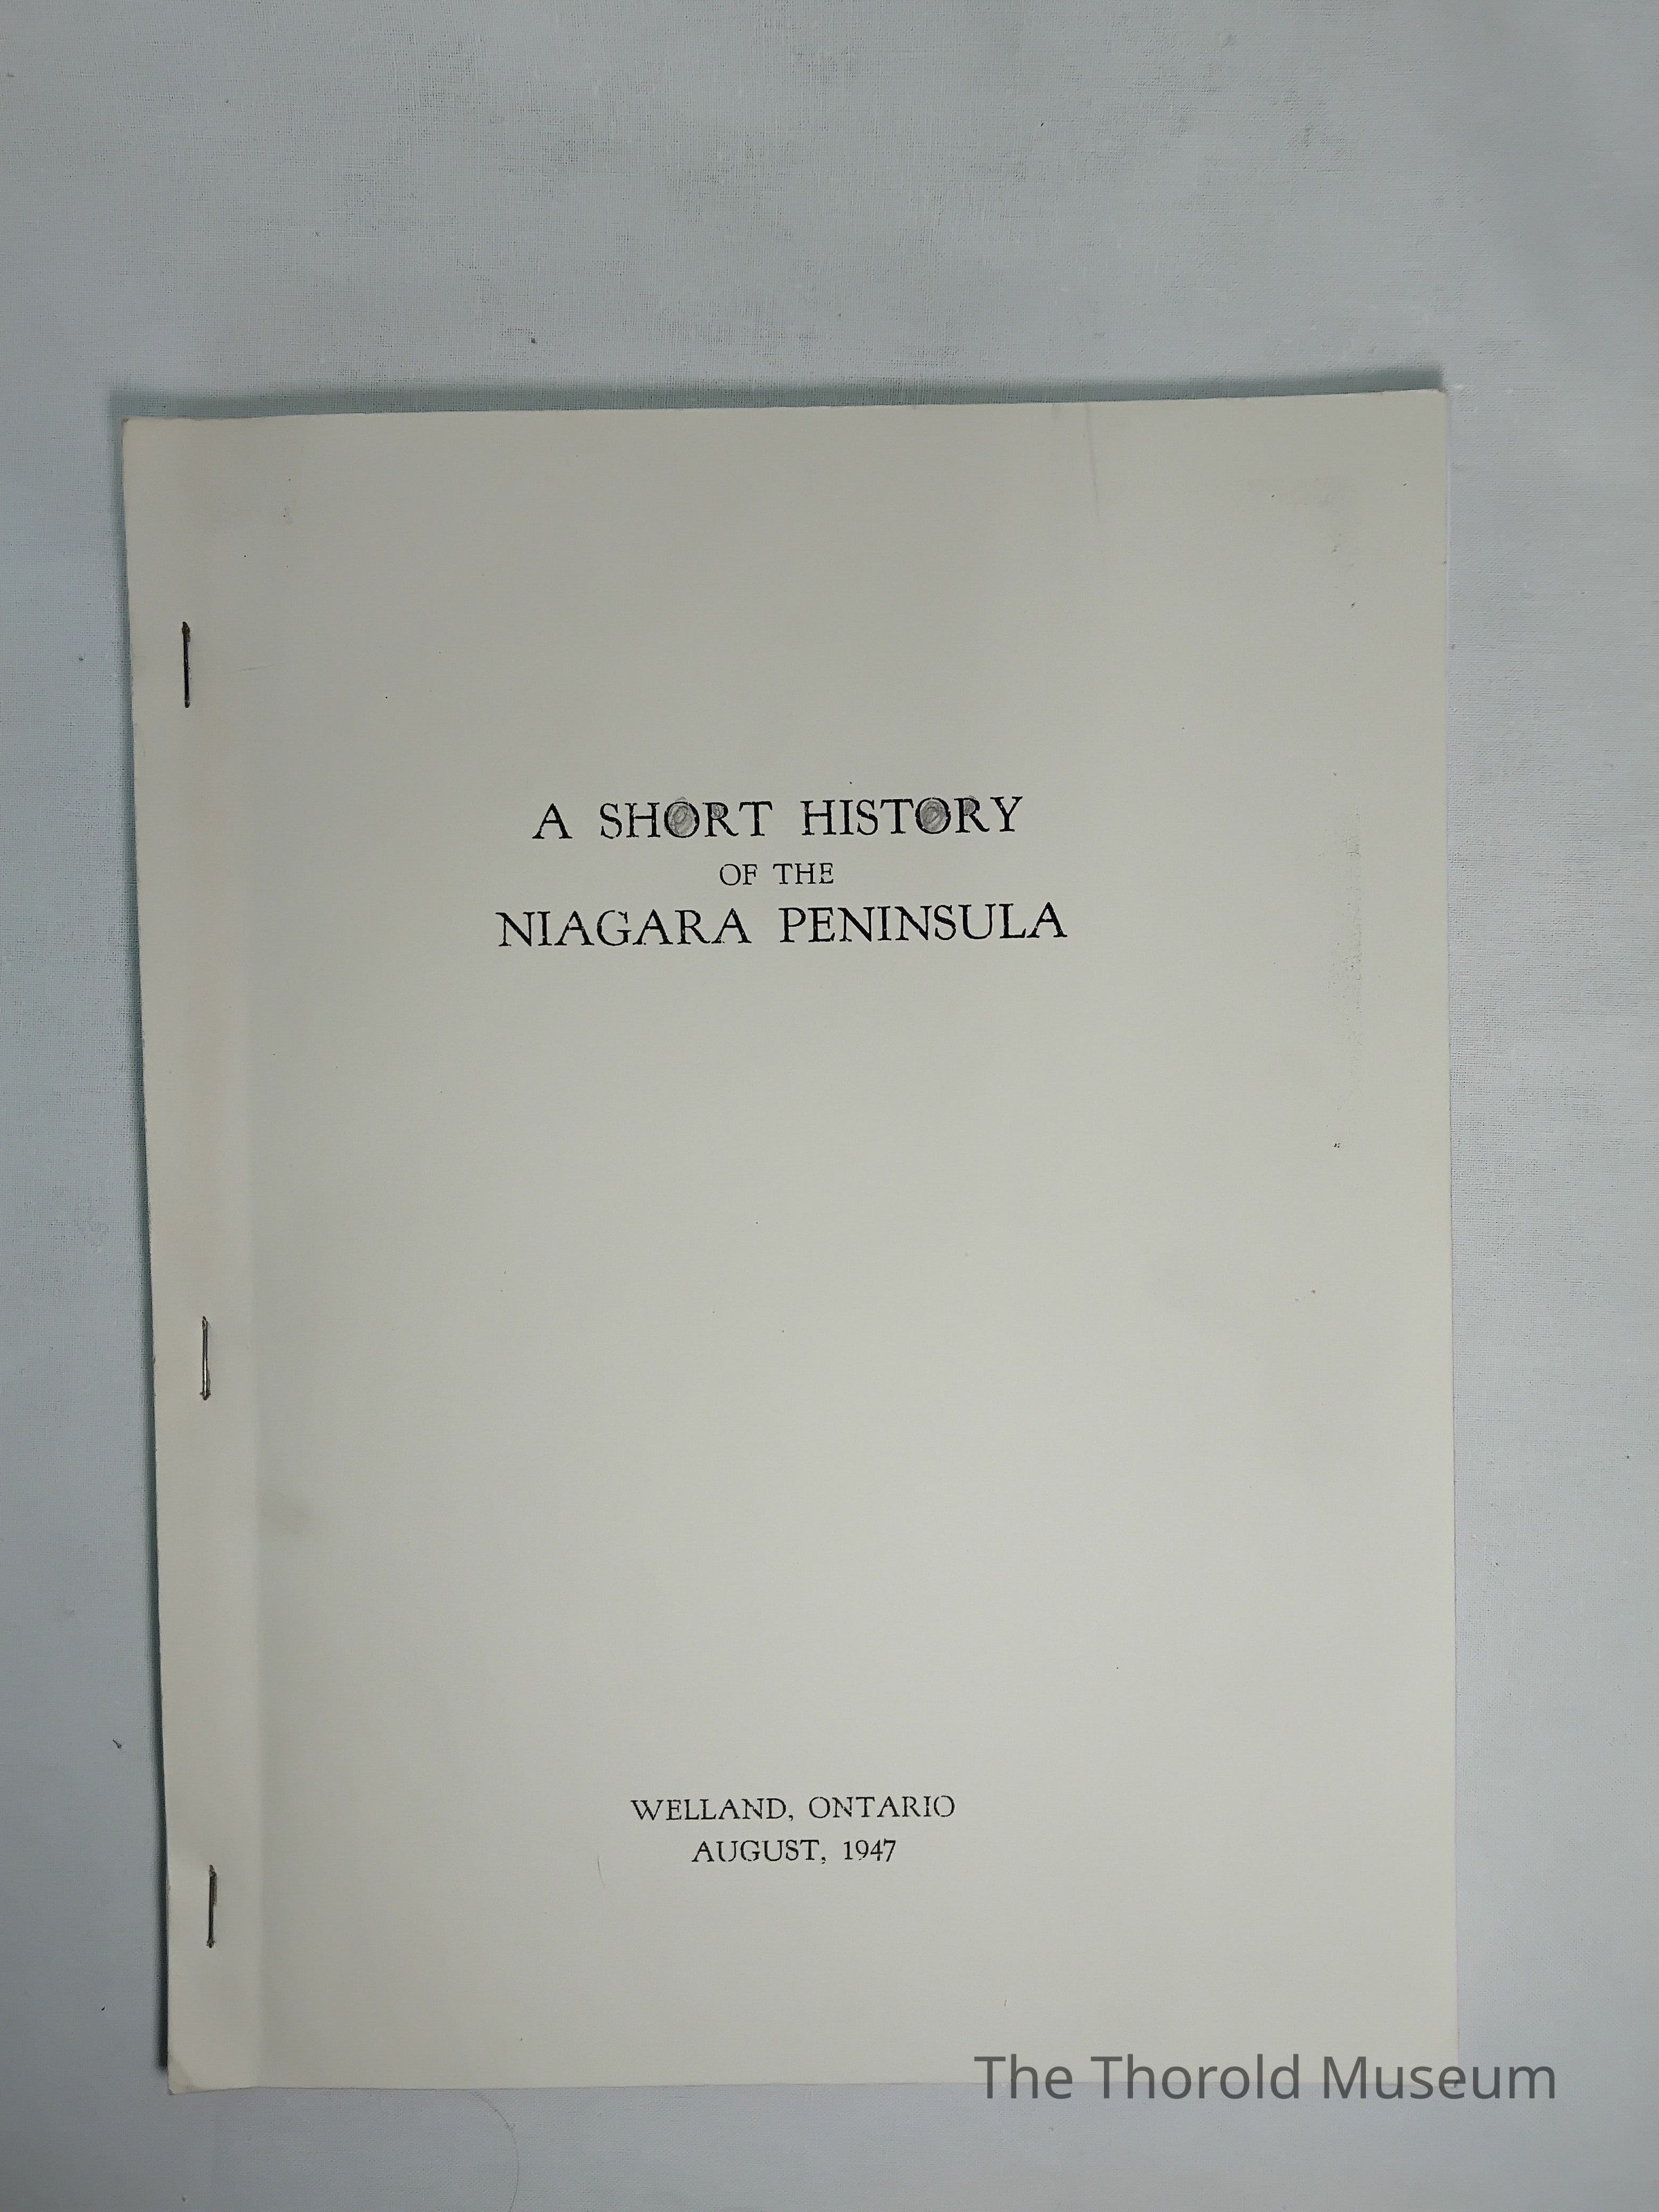 A SHORT HISTORY
OF THE
NIAGARA PENINSULA
WELLAND, ONTARIO
AUGUST, 1947
The Thorold Museum